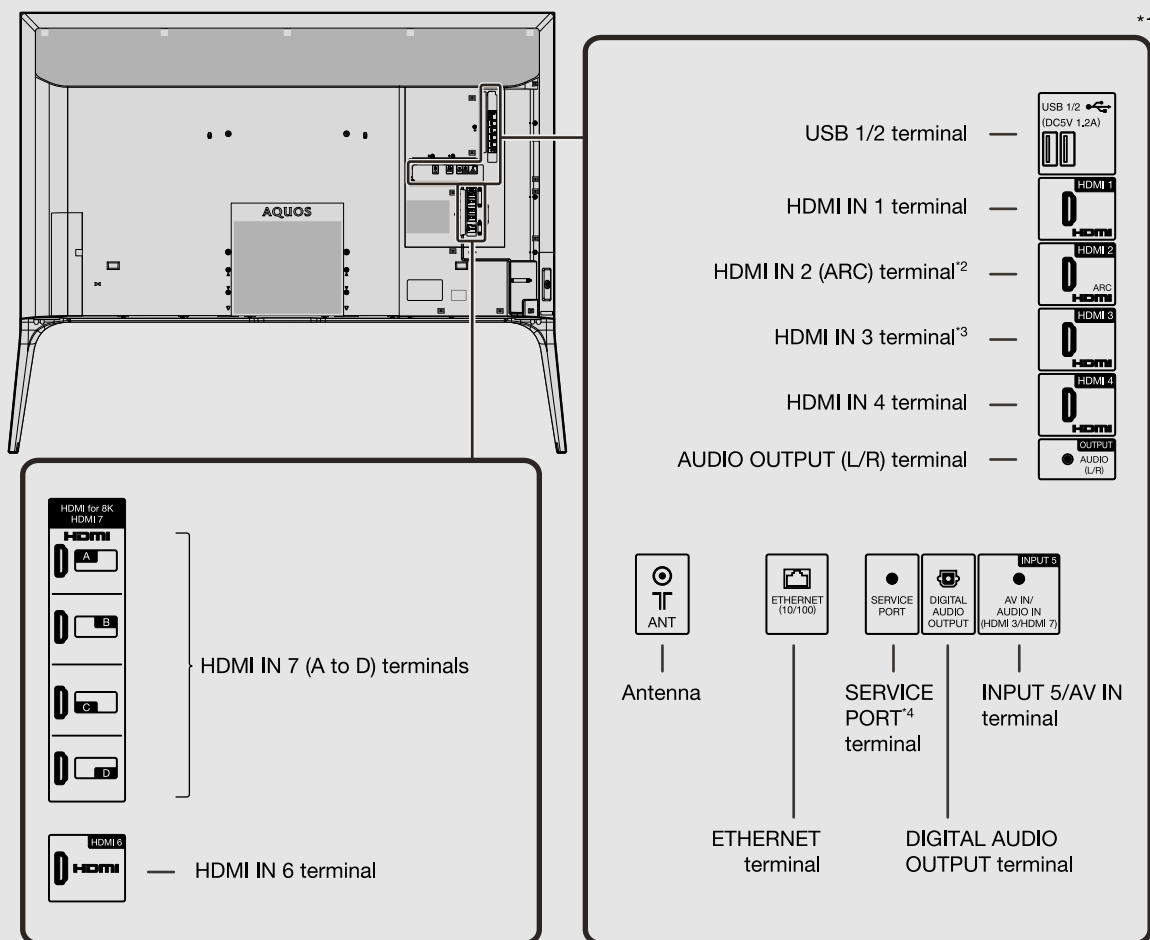 *1
AQUOS
USB 1/2 terminal
USB 1/2
(DC5V 1.2A)
HDMI IN 1 terminal
HDMI 1
HDMI
HDMI IN 2 (ARC) terminal*2
HDMI 2
ARC
HDMI
HDMI IN 3 terminal*3
HDMI 3
HDMI
HDMI IN 4 terminal
HDMI 4
HDMI
AUDIO OUTPUT (L/R) terminal
OUTPUT
AUDIO
(L/R)
HDMI for 8K
HDMI 7
HDMI
A
B
C
D
HDMI IN 7 (A to D) terminals
HDMI 6
HDMI
HDMI IN 6 terminal
ANT
ETHERNET
(10/100)
SERVICE
PORT
DIGITAL
AUDIO
OUTPUT
INPUT 5
AV IN/
AUDIO IN
(HDMI 3/HDMI 7)
Antenna
SERVICE
PORT*4
terminal
INPUT 5/AV IN
terminal
ETHERNET
terminal
DIGITAL AUDIO
OUTPUT terminal